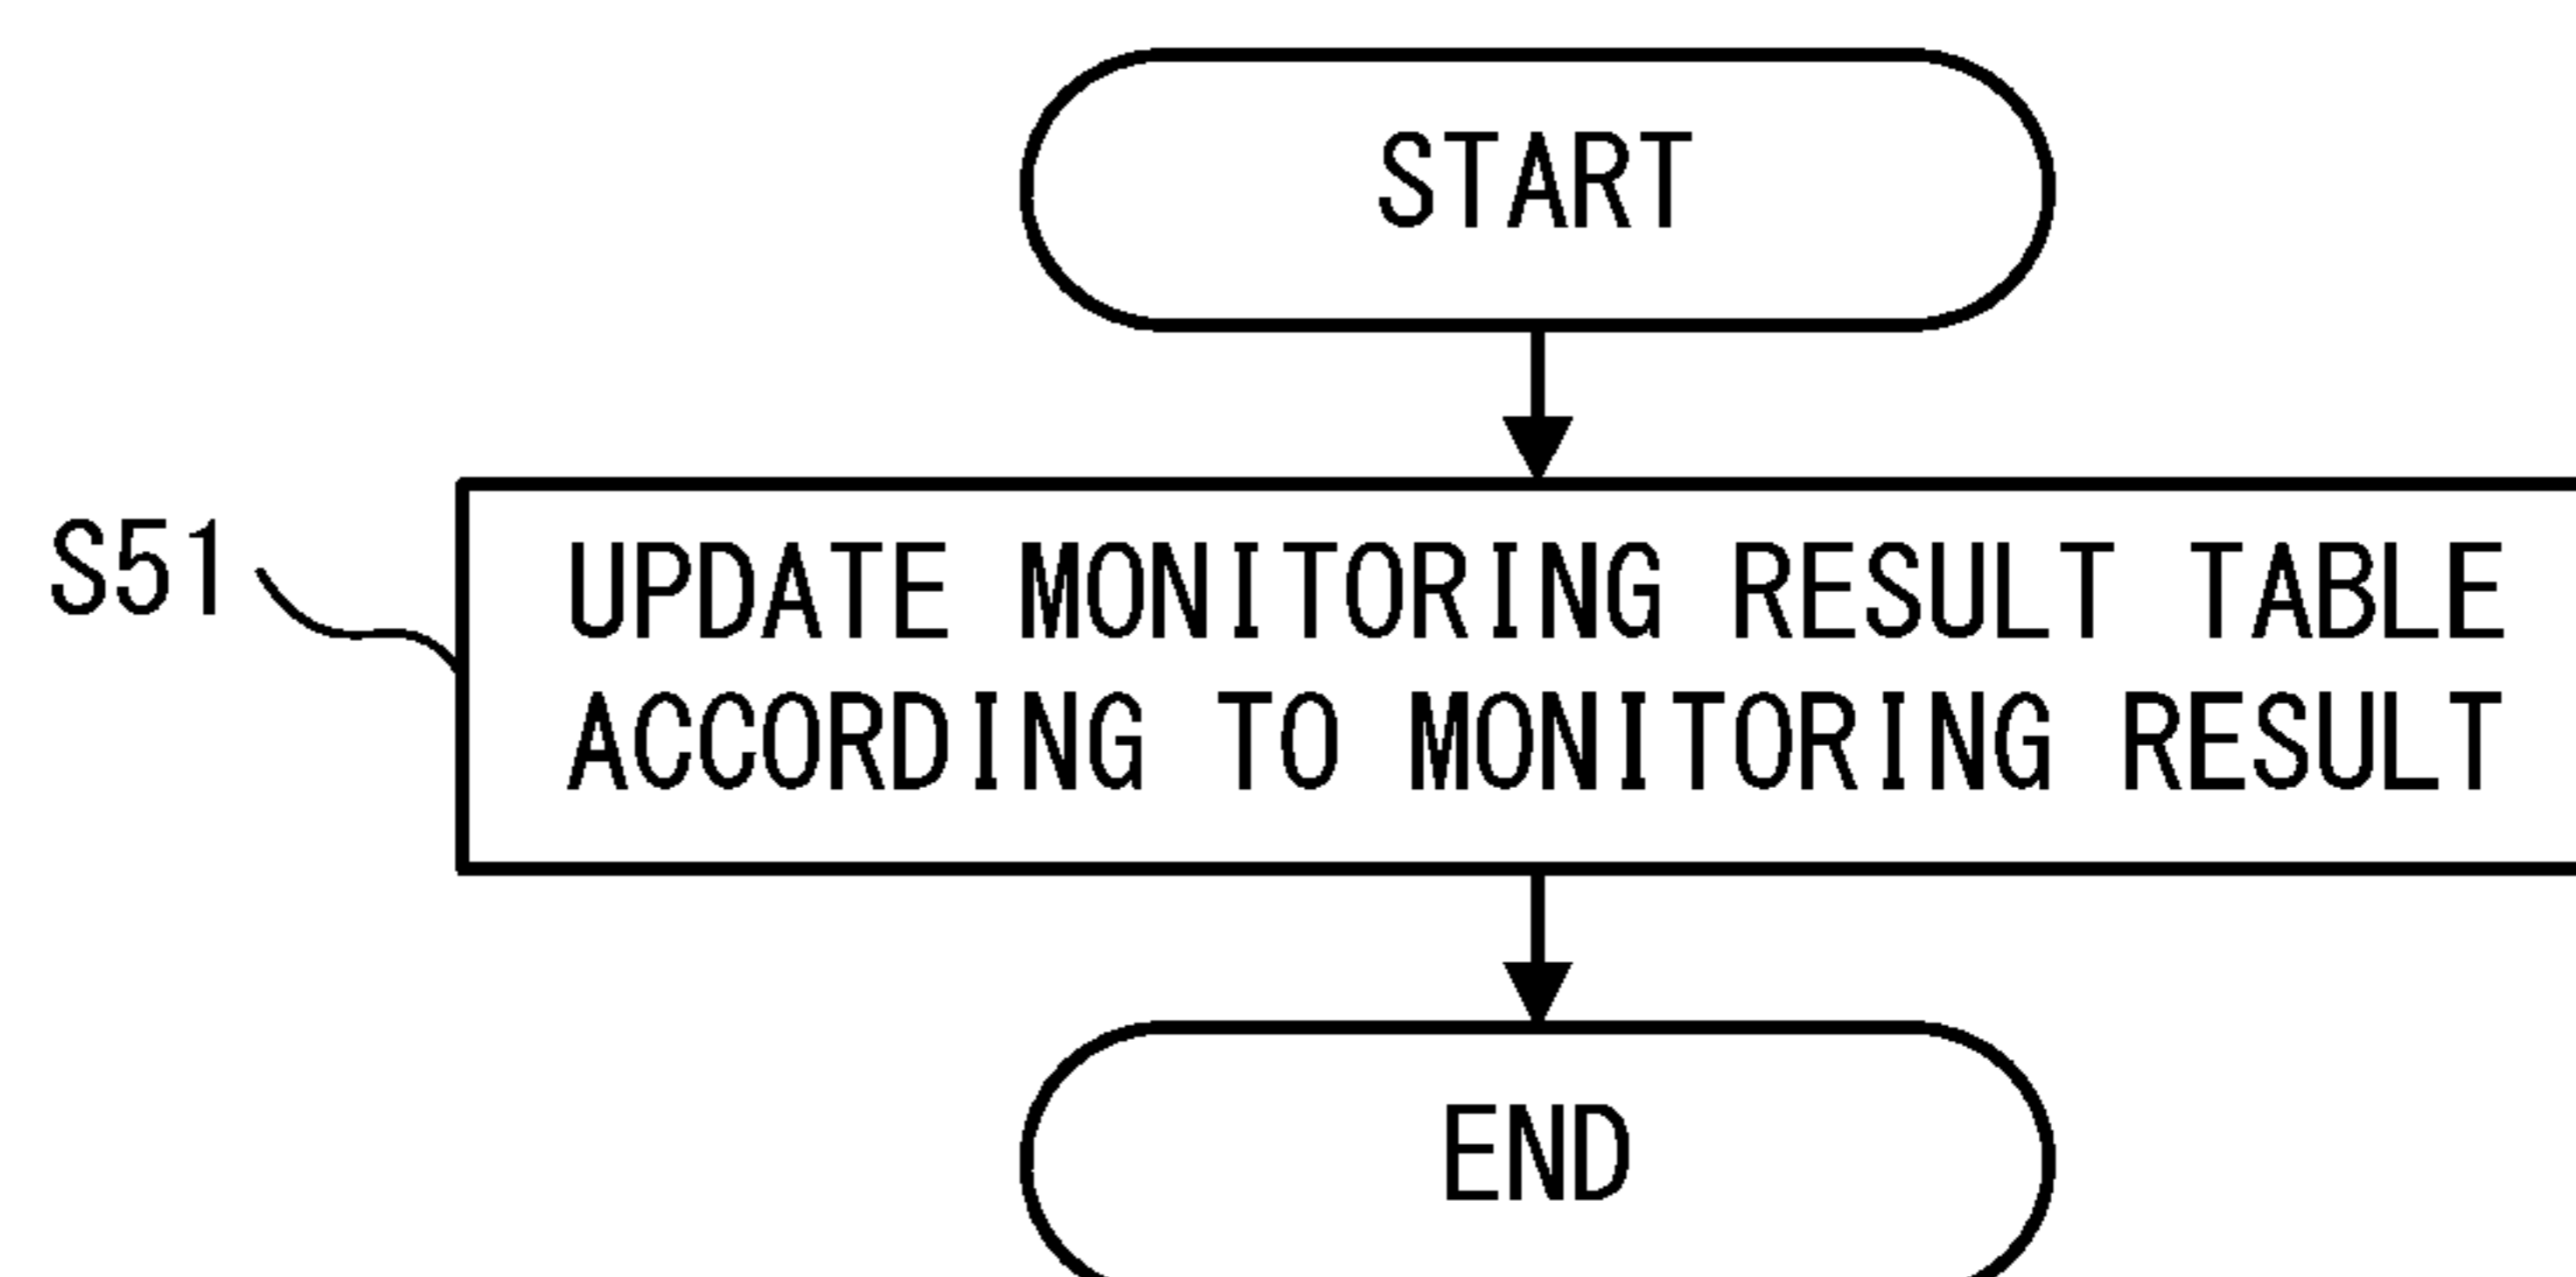 START
S51
UPDATE MONITORING RESULT TABLE
ACCORDING TO MONITORING RESULT
END